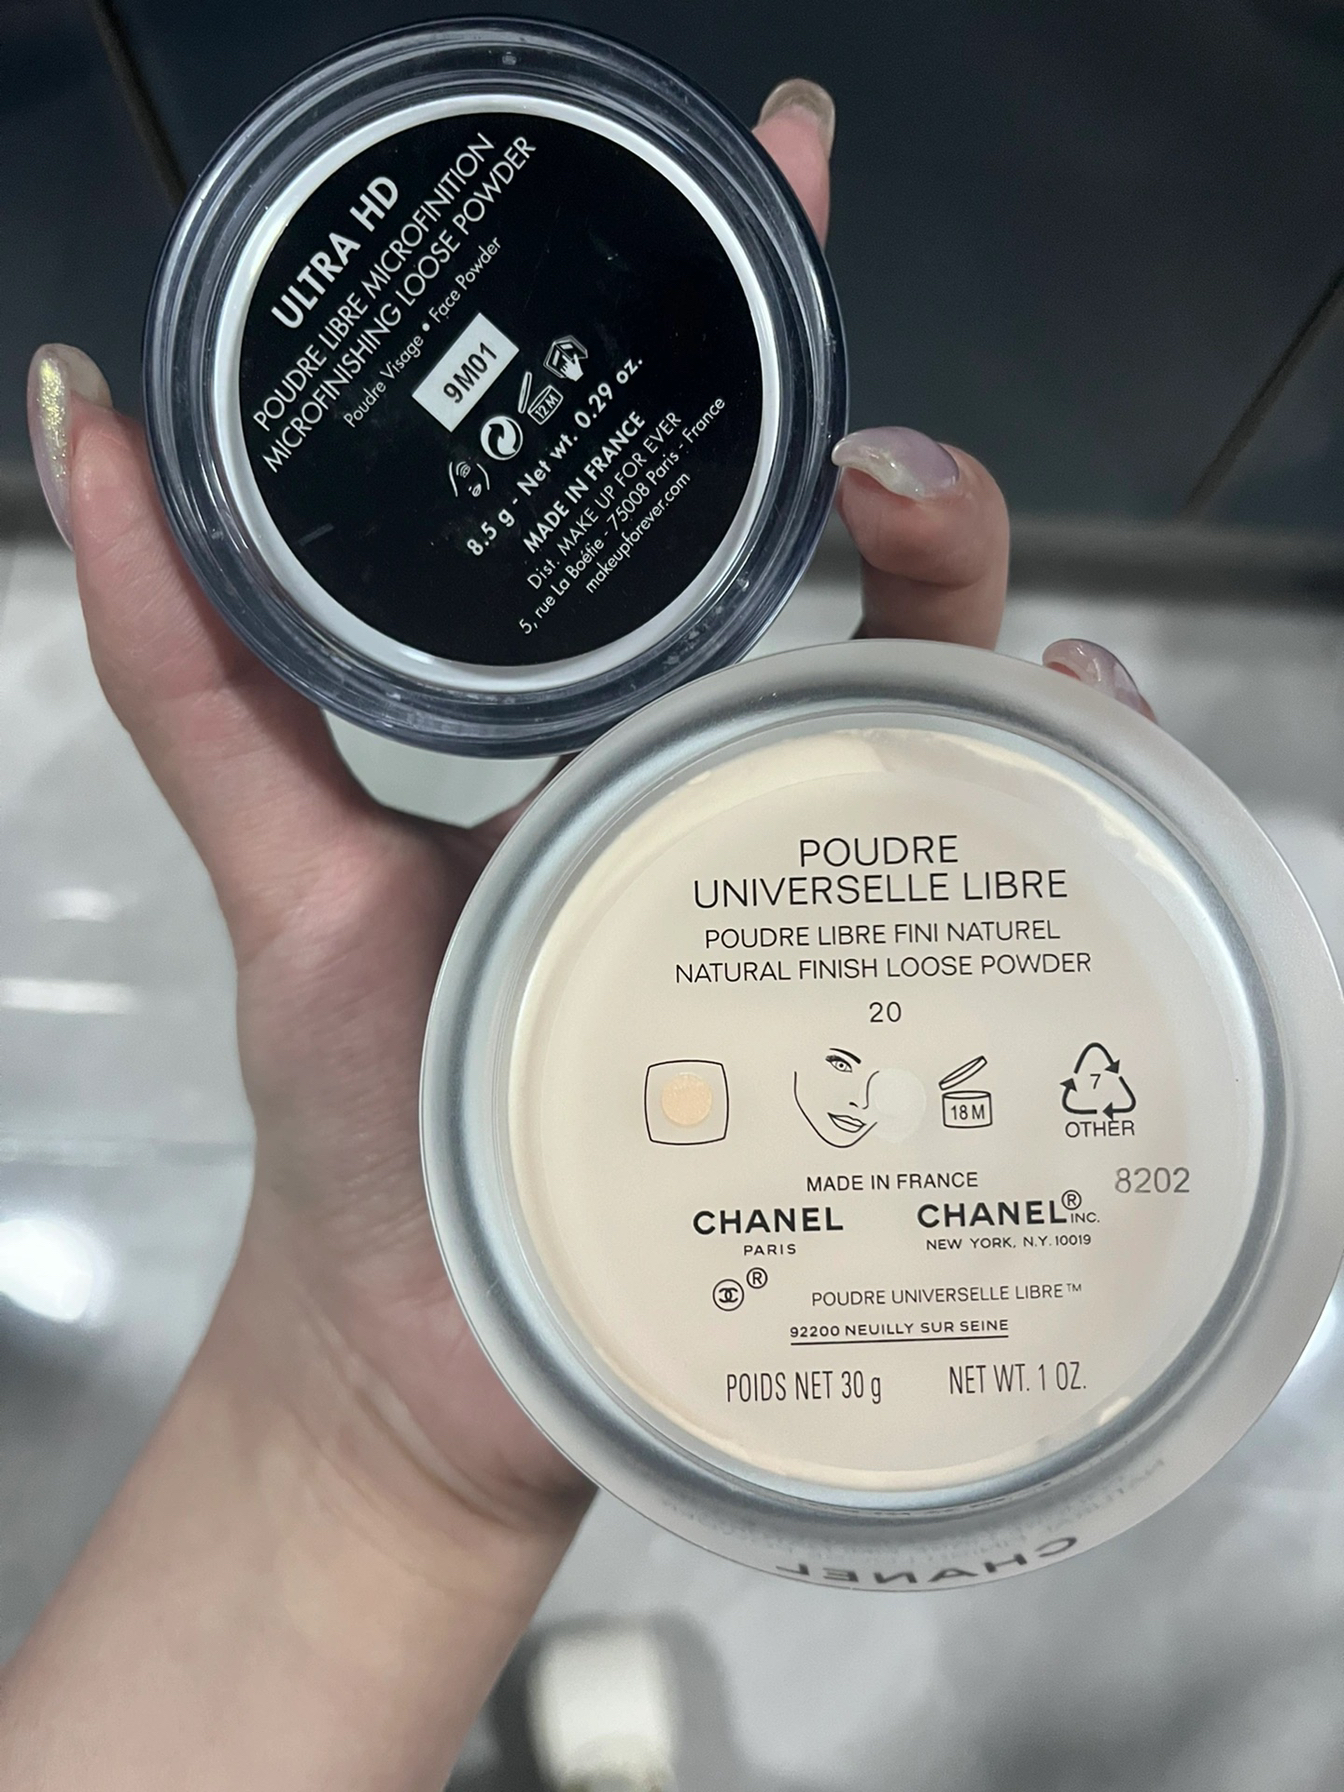 ULTRA HD
POUDRE LIBRE MICROFINITION
MICROFINISHING LOOSE POWDER
Poudre Visage • Face Powder
9M01
12M
8.5 g - Net wt. 0.29 oz.
MADE IN FRANCE
Dist. MAKE UP FOR EVER
5, rue La Boétie - 75008 Paris - France
makeupforever.com
POUDRE
UNIVERSELLE LIBRE
POUDRE LIBRE FINI NATUREL
NATURAL FINISH LOOSE POWDER
20
18M
7
OTHER
MADE IN FRANCE
8202
CHANEL CHANEL® INC.
PARIS NEW YORK, N.Y. 10019
® POUDRE UNIVERSELLE LIBRE™
92200 NEUILLY SUR SEINE
POIDS NET 30 g NET WT. 1 OZ.
CHANEL